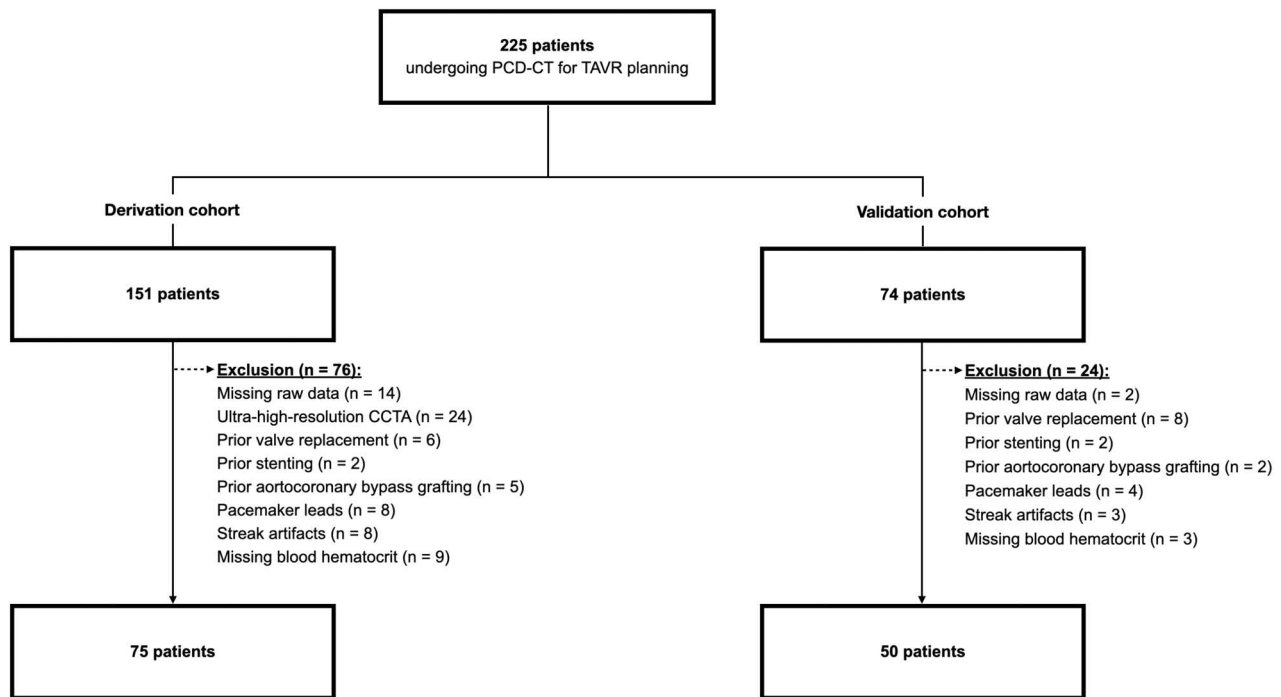 225 patients
undergoing PCD-CT for TAVR planning
Derivation cohort
151 patients
Exclusion (n = 76):
Missing raw data (n = 14)
Ultra-high-resolution CCTA (n = 24)
Prior valve replacement (n = 6)
Prior stenting (n = 2)
Prior aortocoronary bypass grafting (n = 5)
Pacemaker leads (n = 8)
Streak artifacts (n = 8)
Missing blood hematocrit (n = 9)
75 patients
Validation cohort
74 patients
Exclusion (n = 24):
Missing raw data (n = 2)
Prior valve replacement (n = 8)
Prior stenting (n = 2)
Prior aortocoronary bypass grafting (n = 2)
Pacemaker leads (n = 4)
Streak artifacts (n = 3)
Missing blood hematocrit (n = 3)
50 patients